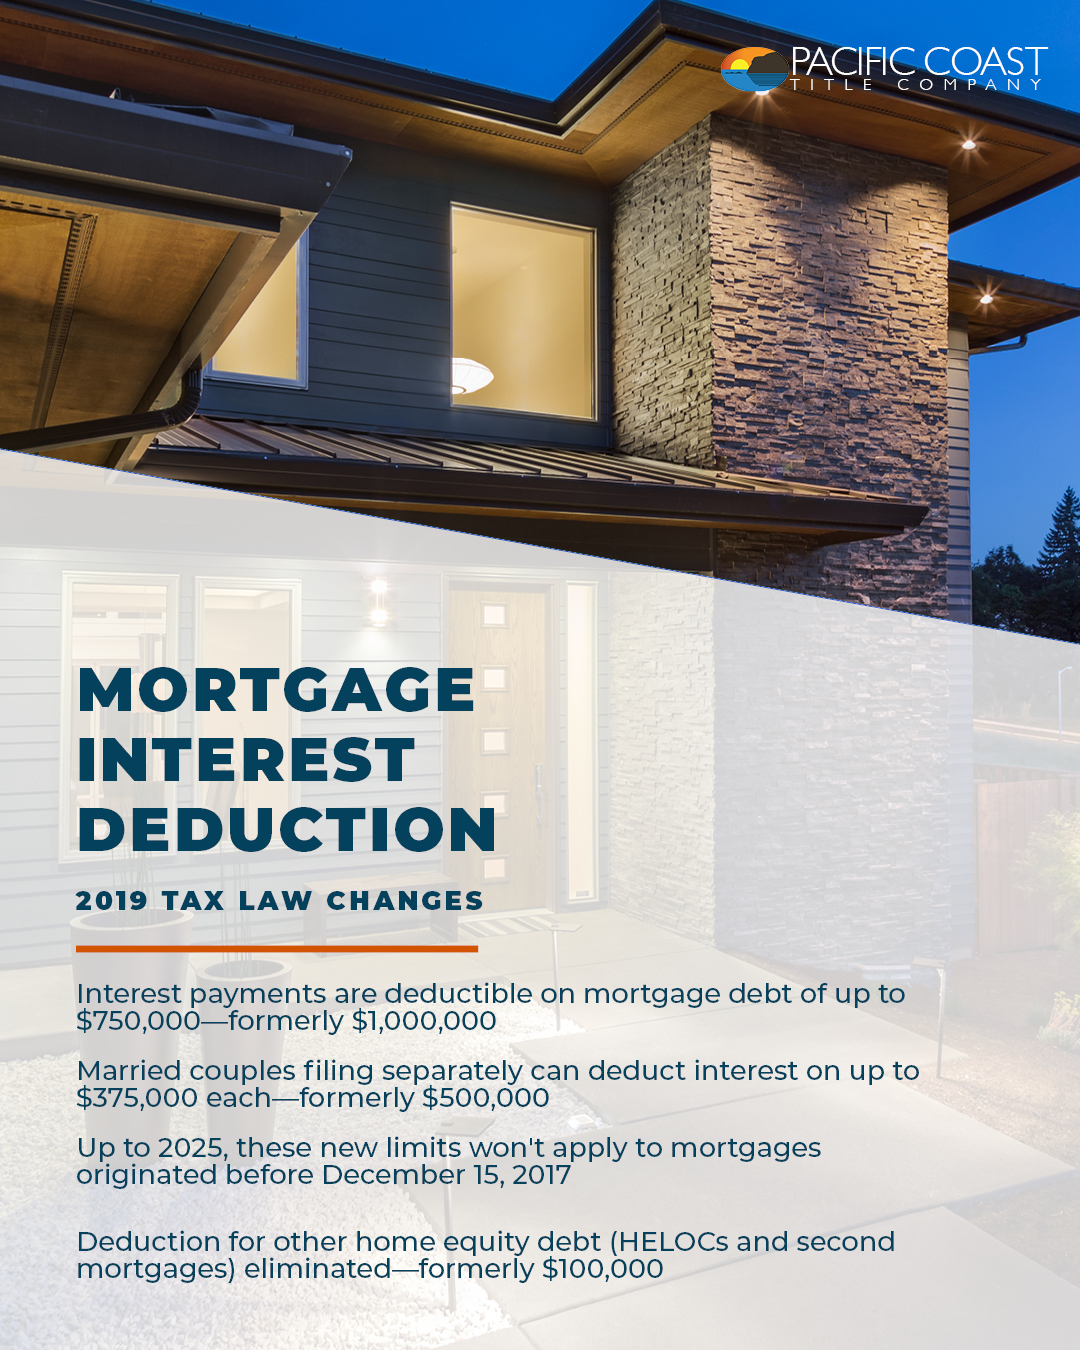 PACIFIC COAST
TITLE COMPANY
MORTGAGE
INTEREST
DEDUCTION
2019 TAX LAW CHANGES
Interest payments are deductible on mortgage debt of up to
$750,000—formerly $1,000,000
Married couples filing separately can deduct interest on up to
$375,000 each—formerly $500,000
Up to 2025, these new limits won't apply to mortgages
originated before December 15, 2017
Deduction for other home equity debt (HELOCs and second
mortgages) eliminated—formerly $100,000